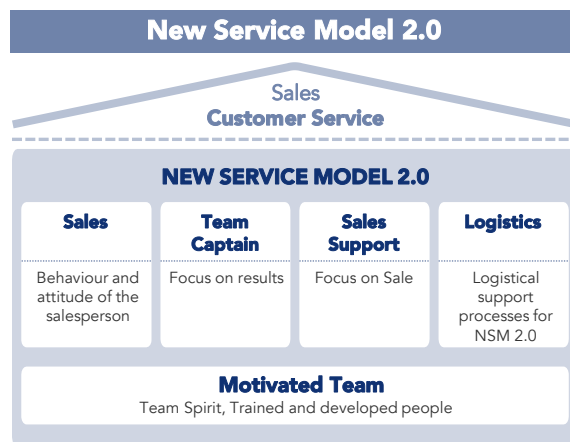 New Service Model 2.0
Sales
Customer Service
NEW SERVICE MODEL 2.0
Sales
Behaviour and
attitude of the
salesperson
Team
Captain
Focus on results
Sales
Support
Focus on Sale
Logistics
Logistical
support
processes for
NSM 2.0
Motivated Team
Team Spirit, Trained and developed people